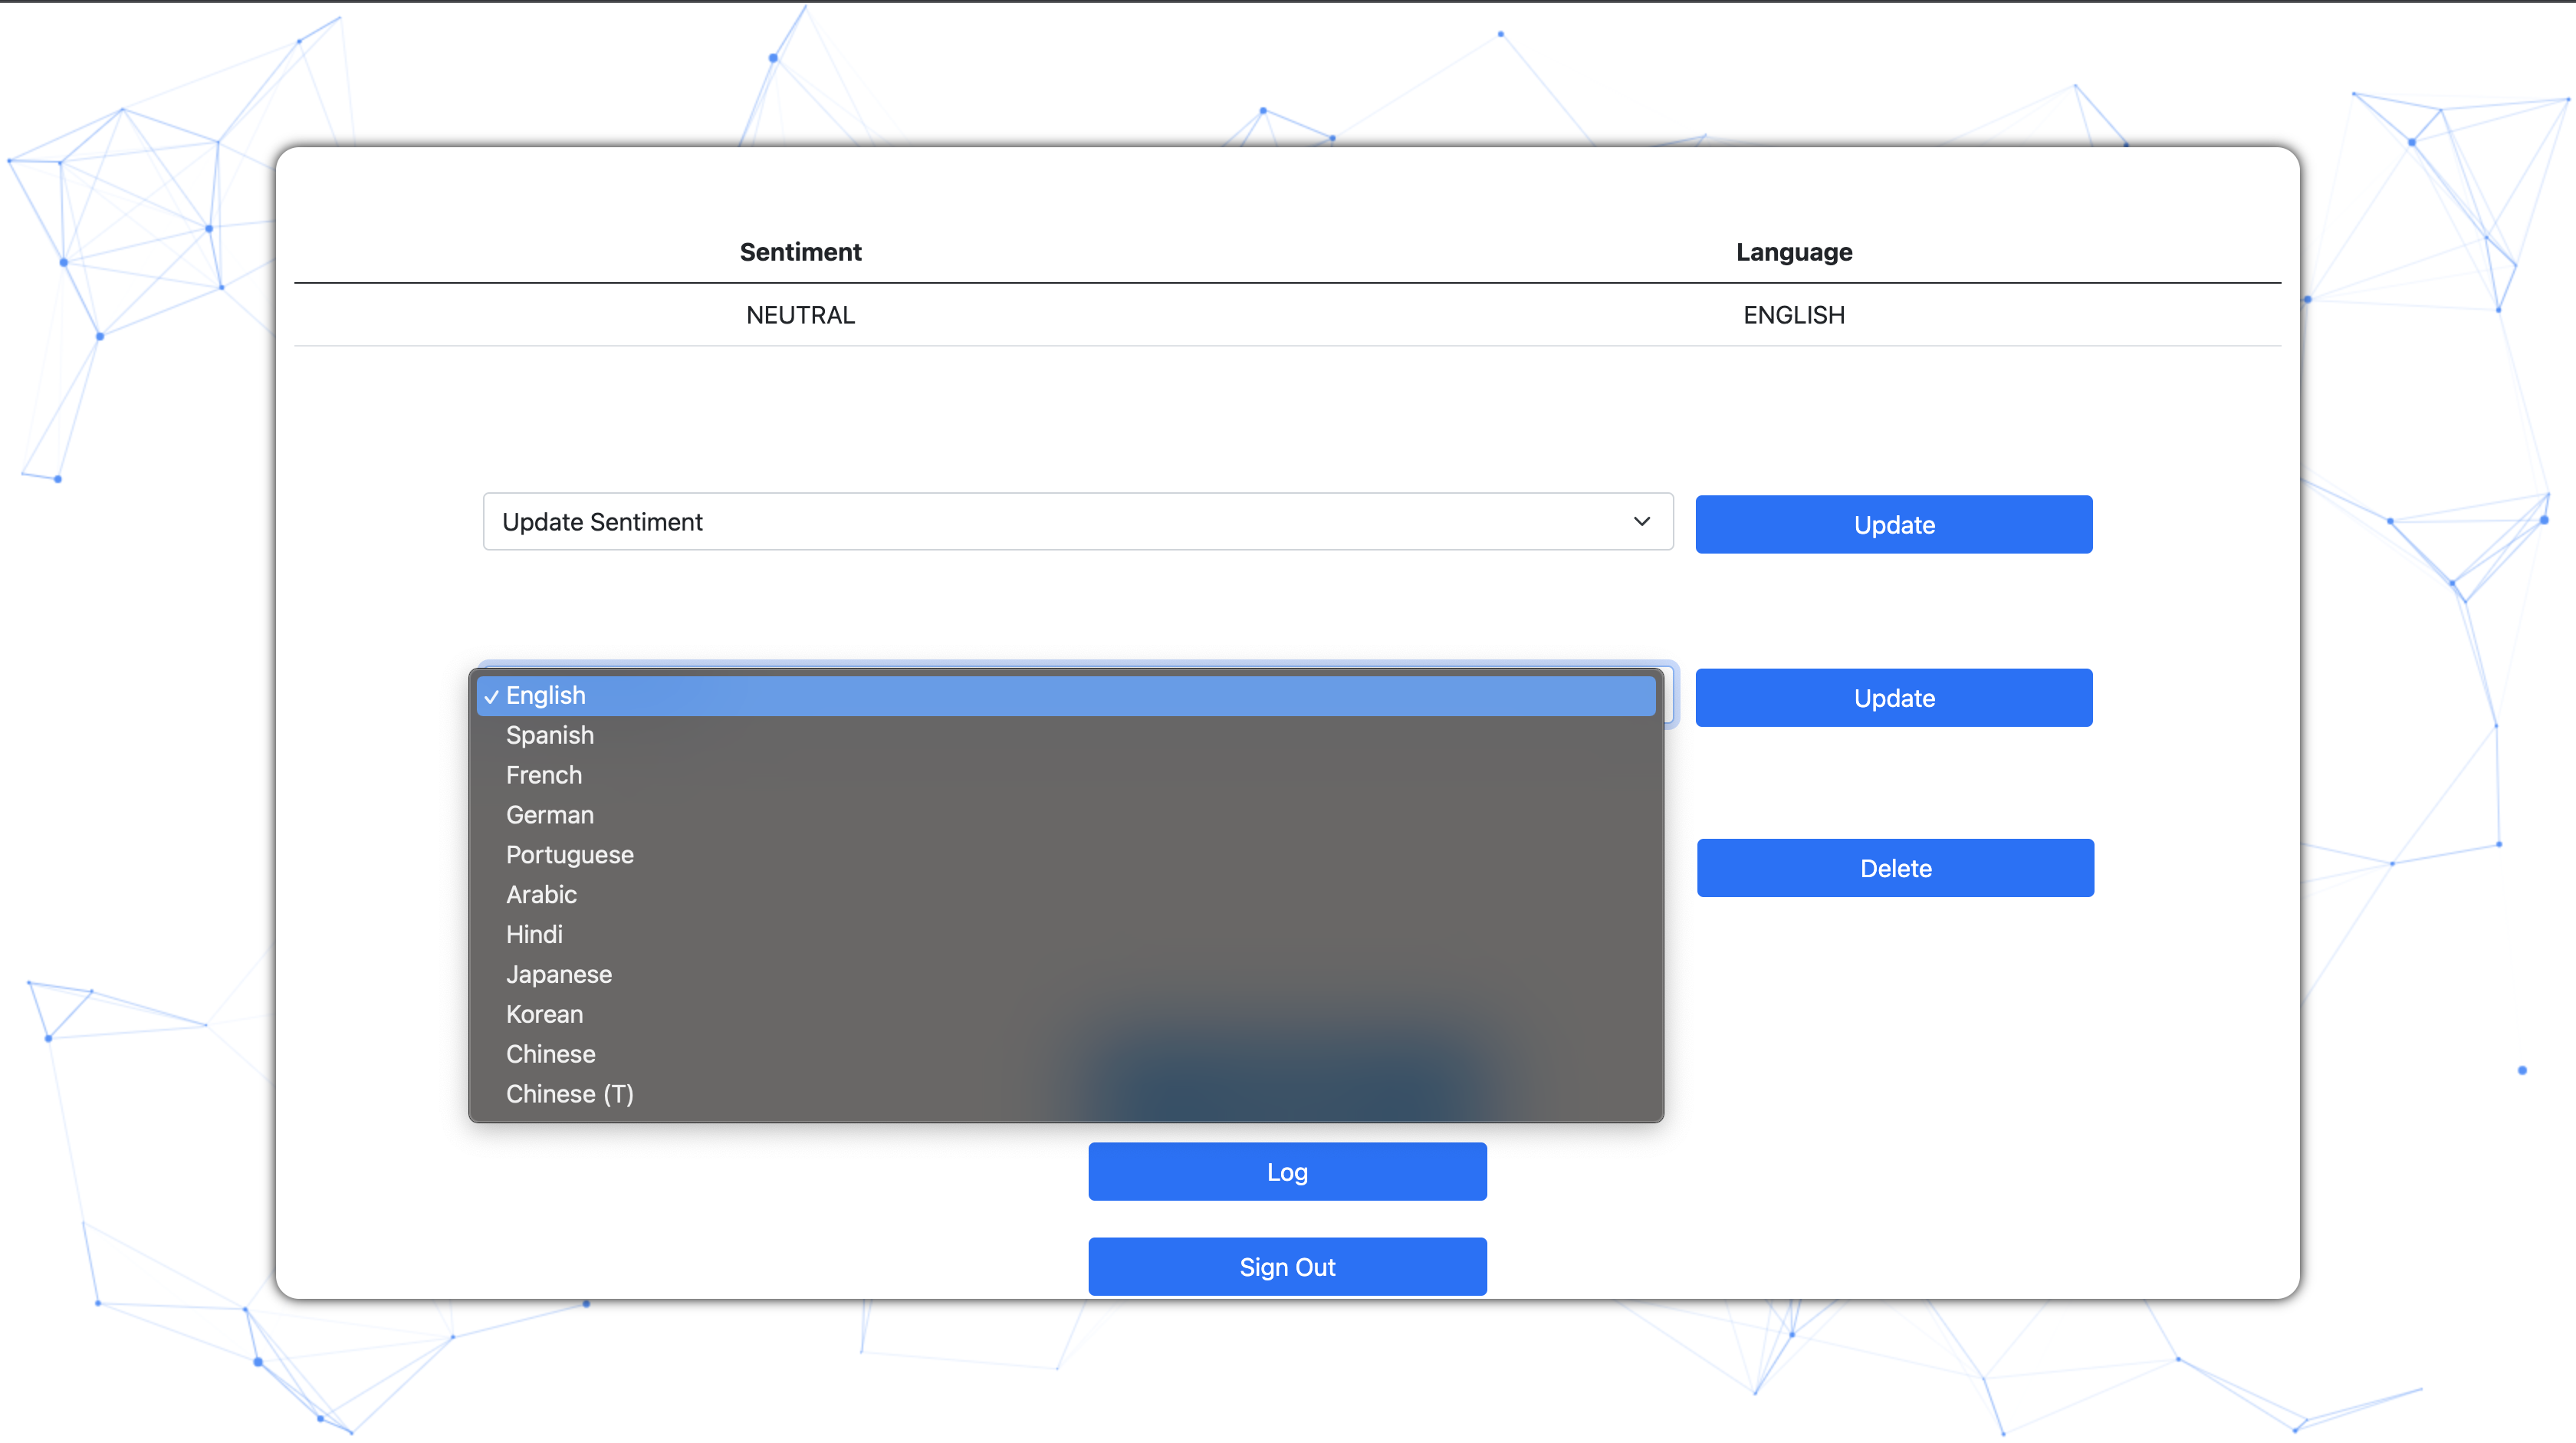 Sentiment Language
NEUTRAL ENGLISH
Update Sentiment Update
✓ English Update
Spanish
French
German
Portuguese
Delete
Arabic
Hindi
Japanese
Korean
Chinese
Chinese (T)
Log
Sign Out